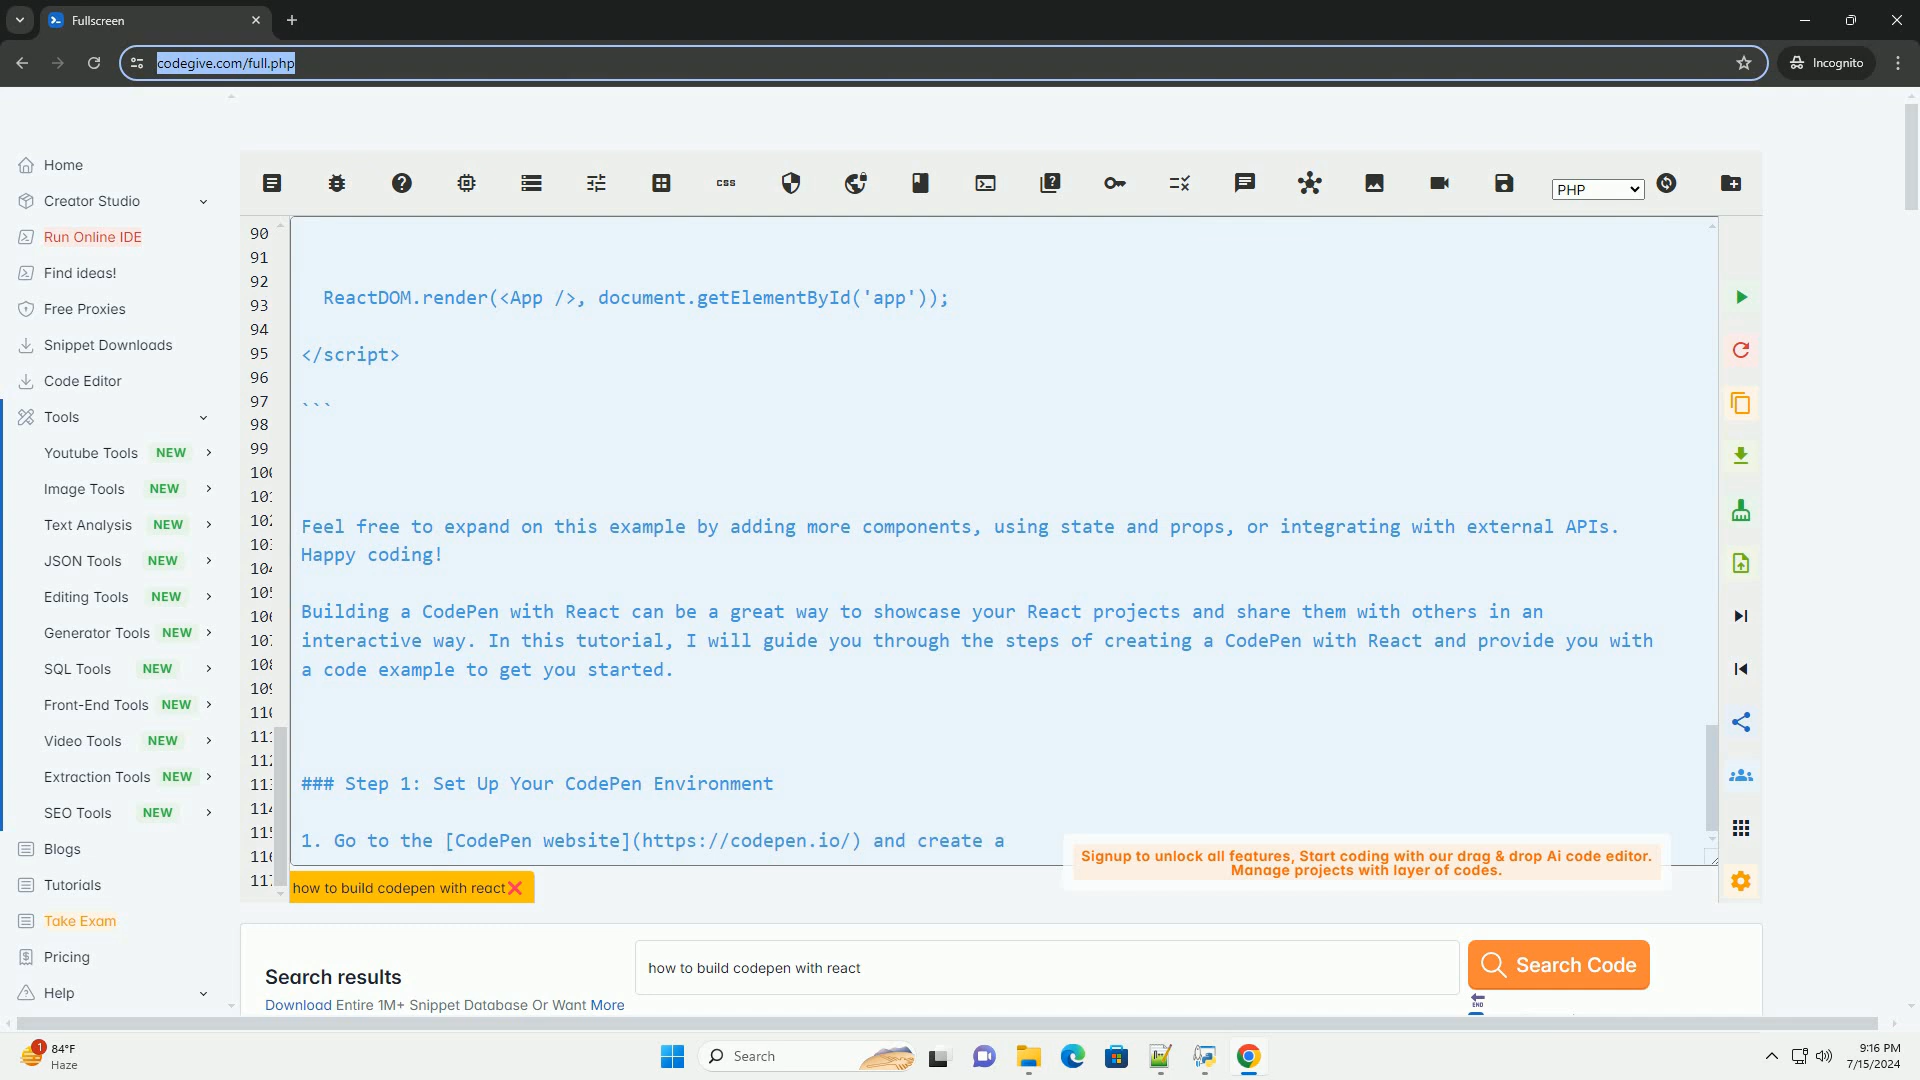 Fullscreen
codegive.com/full.php
Incognito
Home
Creator Studio
Run Online IDE
Find ideas!
Free Proxies
Snippet Downloads
Code Editor
Tools
Youtube Tools NEW
Image Tools NEW
Text Analysis NEW
JSON Tools NEW
Editing Tools NEW
Generator Tools NEW
SQL Tools NEW
Front-End Tools NEW
Video Tools NEW
Extraction Tools NEW
SEO Tools NEW
Blogs
Tutorials
Take Exam
Pricing
Help
css
PHP
90
91
92
93
94
95
96
97
98
99
ReactDOM.render(<App />, document.getElementById('app'));
</script>
```
Feel free to expand on this example by adding more components, using state and props, or integrating with external APIs.
Happy coding!
Building a CodePen with React can be a great way to showcase your React projects and share them with others in an
interactive way. In this tutorial, I will guide you through the steps of creating a CodePen with React and provide you with
a code example to get you started.
### Step 1: Set Up Your CodePen Environment
1. Go to the [CodePen website](https://codepen.io/) and create a
Signup to unlock all features, Start coding with our drag & drop Ai code editor.
Manage projects with layer of codes.
how to build codepen with react❌
Search results
how to build codepen with react
Search Code
Download Entire 1M+ Snippet Database Or Want More
END
1
84°F
Haze
Search
9:16 PM
7/15/2024